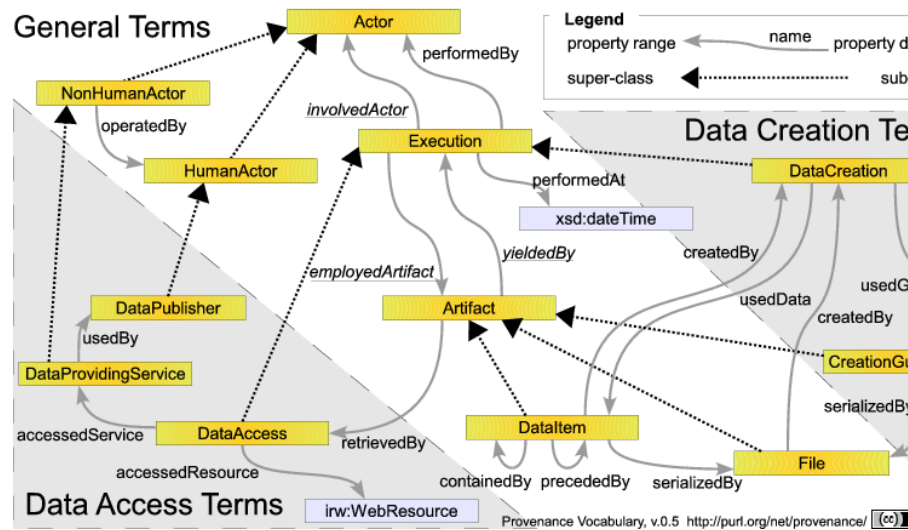 General Terms
Actor
Legend
property range
name
property d
super-class
sub
performedBy
NonHumanActor
operatedBy
involvedActor
Execution
Data Creation Te
HumanActor
DataCreation
performedAt
xsd:dateTime
createdBy
yieldedBy
employedArtifact
usedData
usedG
DataPublisher
Artifact
createdBy
usedBy
DataProvidingService
CreationGu
accessedService
DataAccess
retrievedBy
DataItem
serializedBy
accessedResource
containedBy
precededBy
serializedBy
File
Data Access Terms
irw:WebResource
Provenance Vocabulary, v.0.5 http://purl.org/net/provenance/
cc